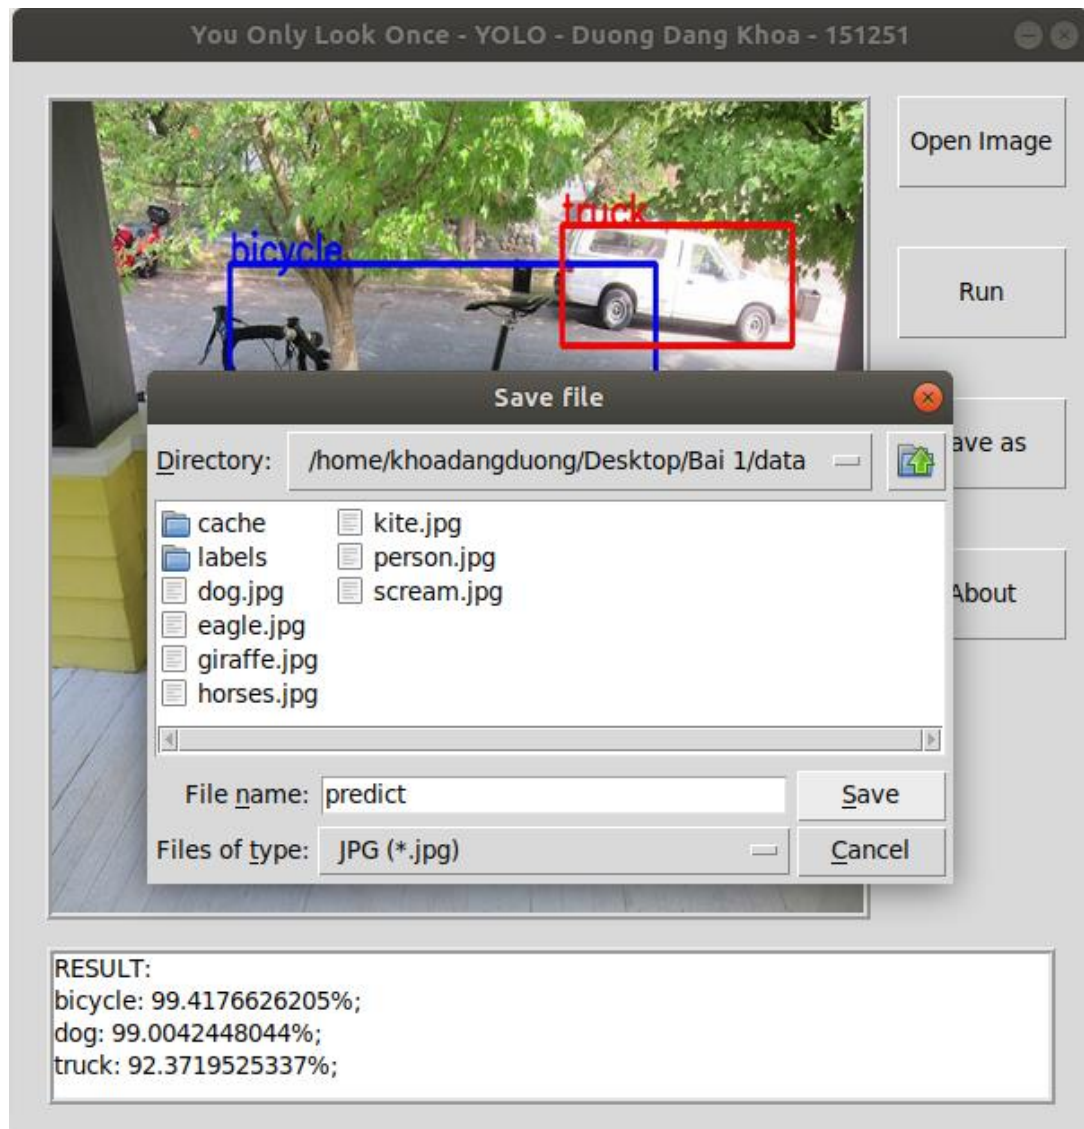 You Only Look Once - YOLO - Duong Dang Khoa - 151251
Open Image
truck
bicycle
Run
Save file
Directory: /home/khoadangduong/Desktop/Bai 1/data
ave as
cache
kite.jpg
labels
person.jpg
dog.jpg
scream.jpg
eagle.jpg
giraffe.jpg
horses.jpg
About
File name: predict
Save
Files of type: JPG (*.jpg)
Cancel
RESULT:
bicycle: 99.4176626205%;
dog: 99.0042448044%;
truck: 92.3719525337%;